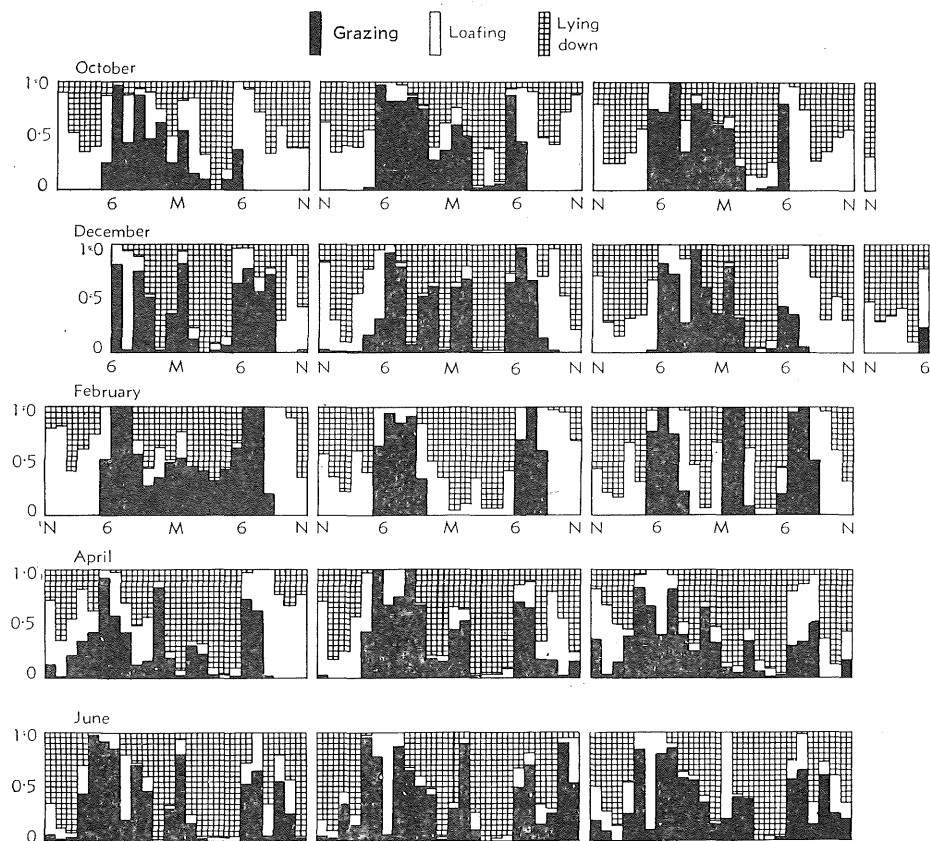 Grazing Loafing Lying down
October
1·0
0·5
0
6 M 6 N 6 M 6 N N 6 M 6 N N
December
1·0
0·5
0
6 M 6 N 6 M 6 N N 6 M 6 N 6
February
1·0
0·5
0
N 6 M 6 N 6 M 6 N N 6 M 6 N
April
1·0
0·5
0
June
1·0
0·5
0